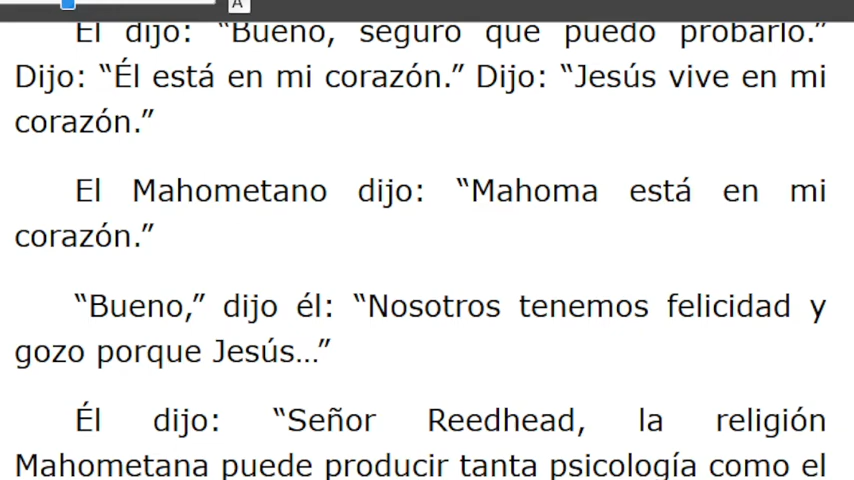 A
Él dijo: “Bueno, seguro que puedo probarlo.”
Dijo: “Él está en mi corazón.” Dijo: “Jesús vive en mi
corazón.”
El Mahometano dijo: “Mahoma está en mi
corazón.”
“Bueno,” dijo él: “Nosotros tenemos felicidad y
gozo porque Jesús...”
Él dijo: “Señor Reedhead, la religión
Mahometana puede producir tanta psicología como el